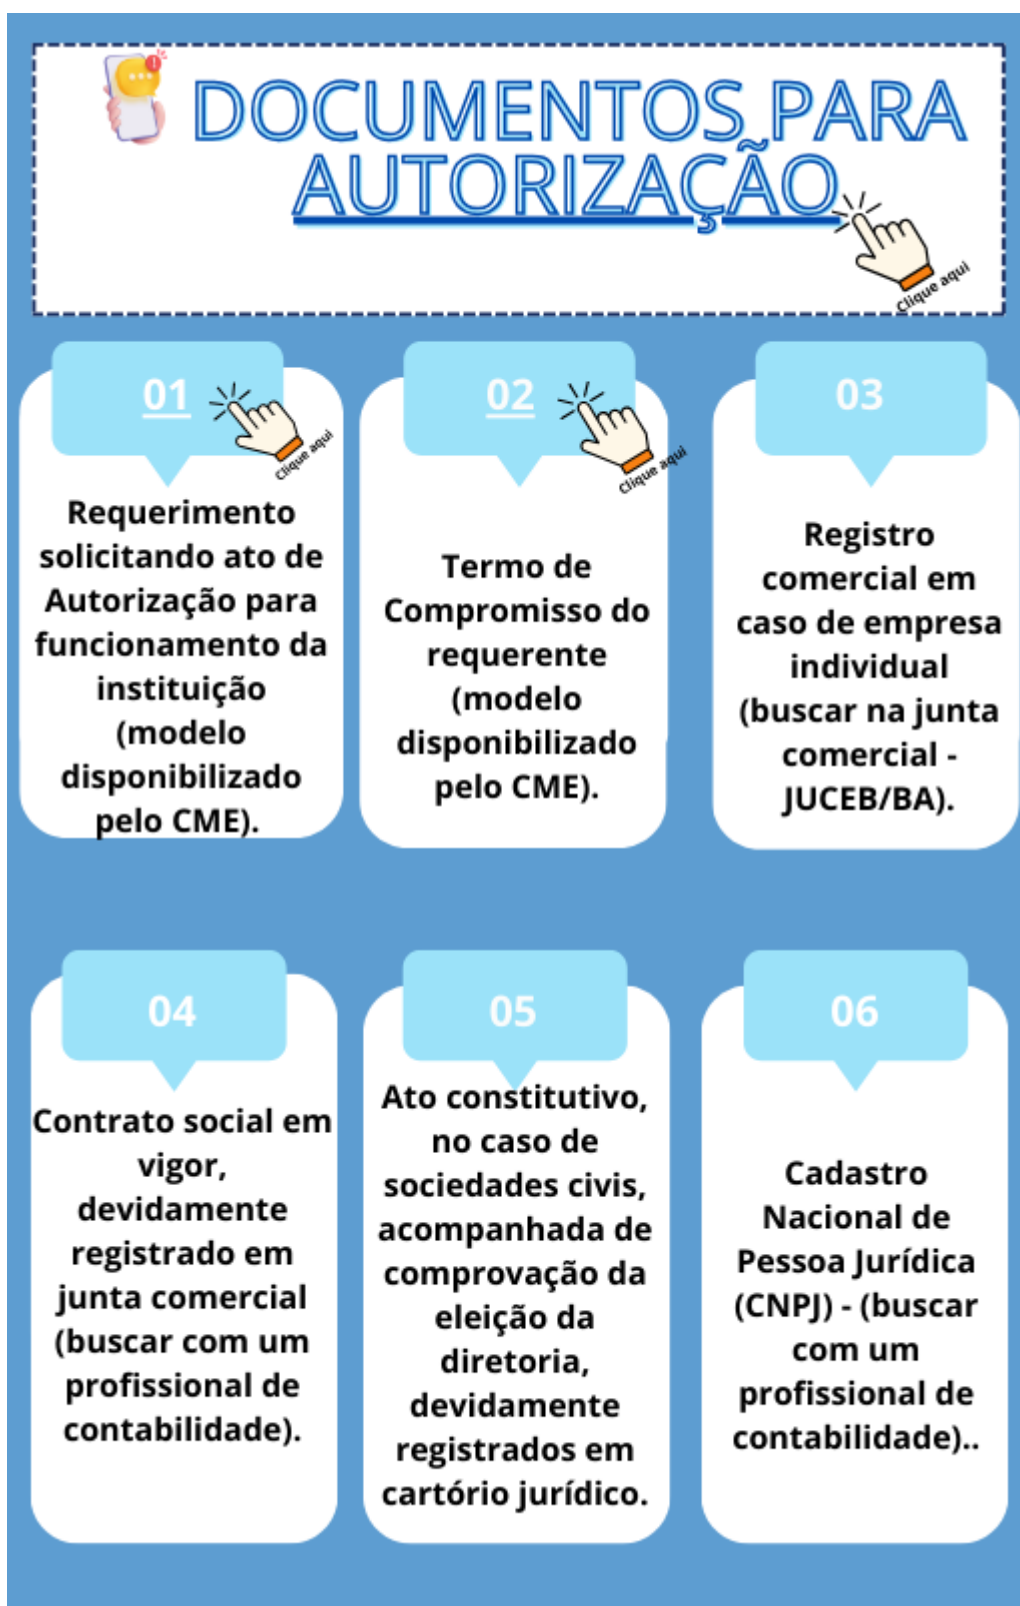 DOCUMENTOS PARA
AUTORIZAÇÃO
Clique aqui
01
Clique aqui
Requerimento
solicitando ato de
Autorização para
funcionamento da
instituição
(modelo
disponibilizado
pelo CME).
02
Clique aqui
Termo de
Compromisso do
requerente
(modelo
disponibilizado
pelo CME).
03
Registro
comercial em
caso de empresa
individual
(buscar na junta
comercial -
JUCEB/BA).
04
Contrato social em
vigor,
devidamente
registrado em
junta comercial
(buscar com um
profissional de
contabilidade).
05
Ato constitutivo,
no caso de
sociedades civis,
acompanhada de
comprovação da
eleição da
diretoria,
devidamente
registrados em
cartório jurídico.
06
Cadastro
Nacional de
Pessoa Jurídica
(CNPJ) - (buscar
com um
profissional de
contabilidade)..